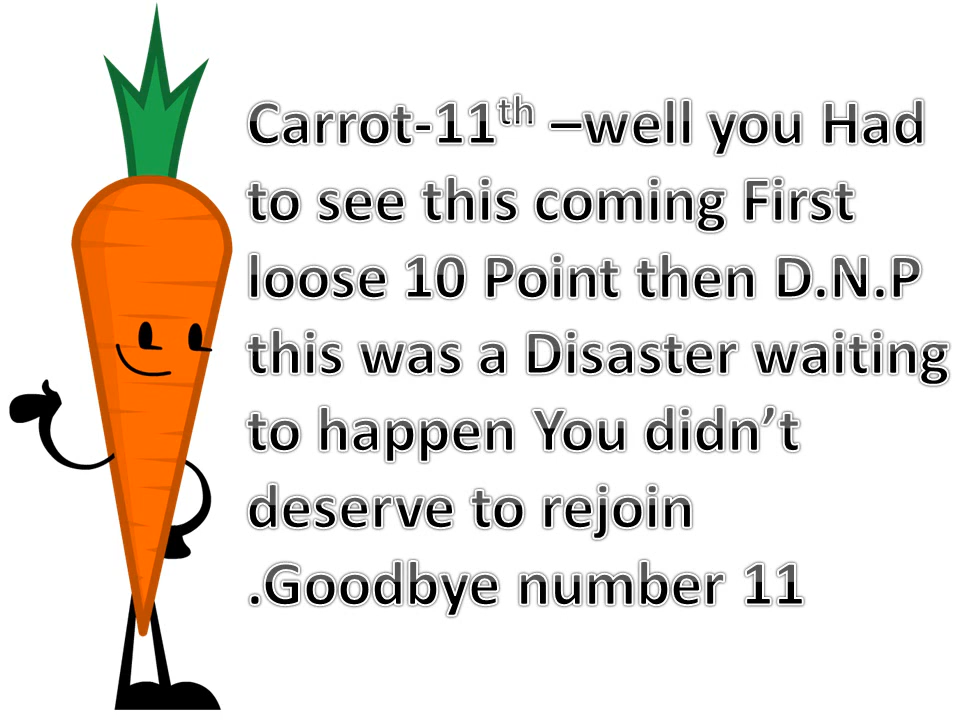 Carrot-11th –well you Had
to see this coming First
loose 10 Point then D.N.P
this was a Disaster waiting
to happen You didn’t
deserve to rejoin
.Goodbye number 11